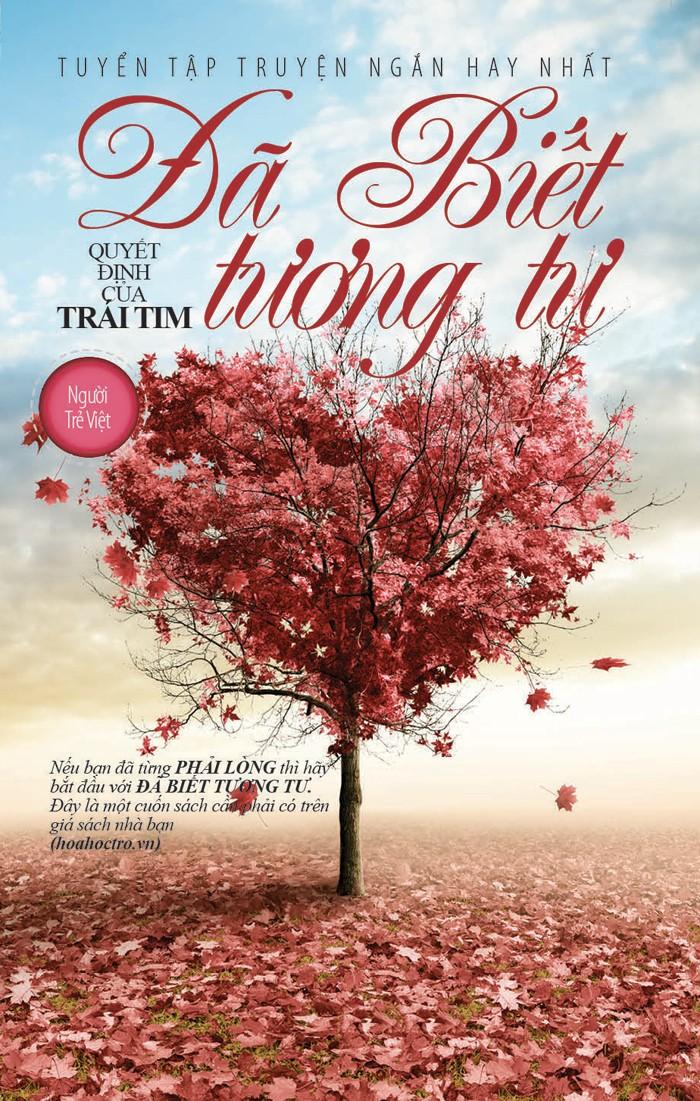 TUYỂN TẬP TRUYỆN NGẮN HAY NHẤT
Đã Biết
tương tư
QUYẾT
ĐỊNH
CỦA
TRÁI TIM
Người
Trẻ Việt
Nếu bạn đã từng PHẢI LÒNG thì hãy
bắt đầu với ĐÃ BIẾT TƯƠNG TƯ.
Đây là một cuốn sách cần phải có trên
giá sách nhà bạn
(hoahoctro.vn)